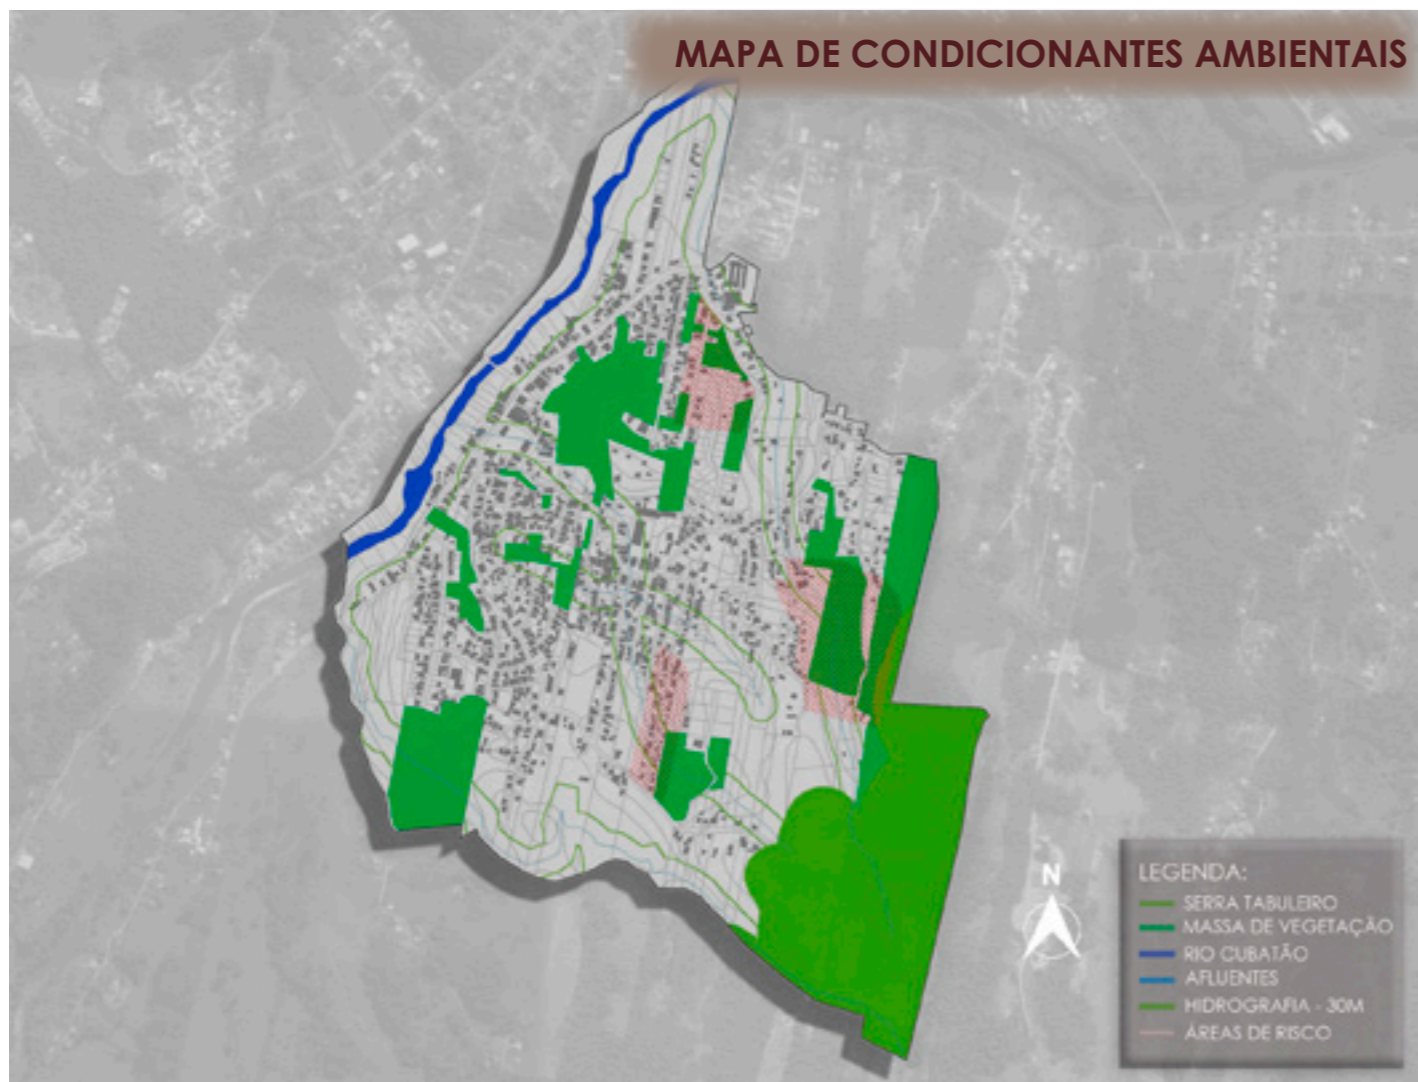 MAPA DE CONDICIONANTES AMBIENTAIS
N
LEGENDA:
SERRA TABULEIRO
MASSA DE VEGETAÇÃO
RIO CUBATÃO
AFLUENTES
HIDROGRAFIA - 30M
ÁREAS DE RISCO